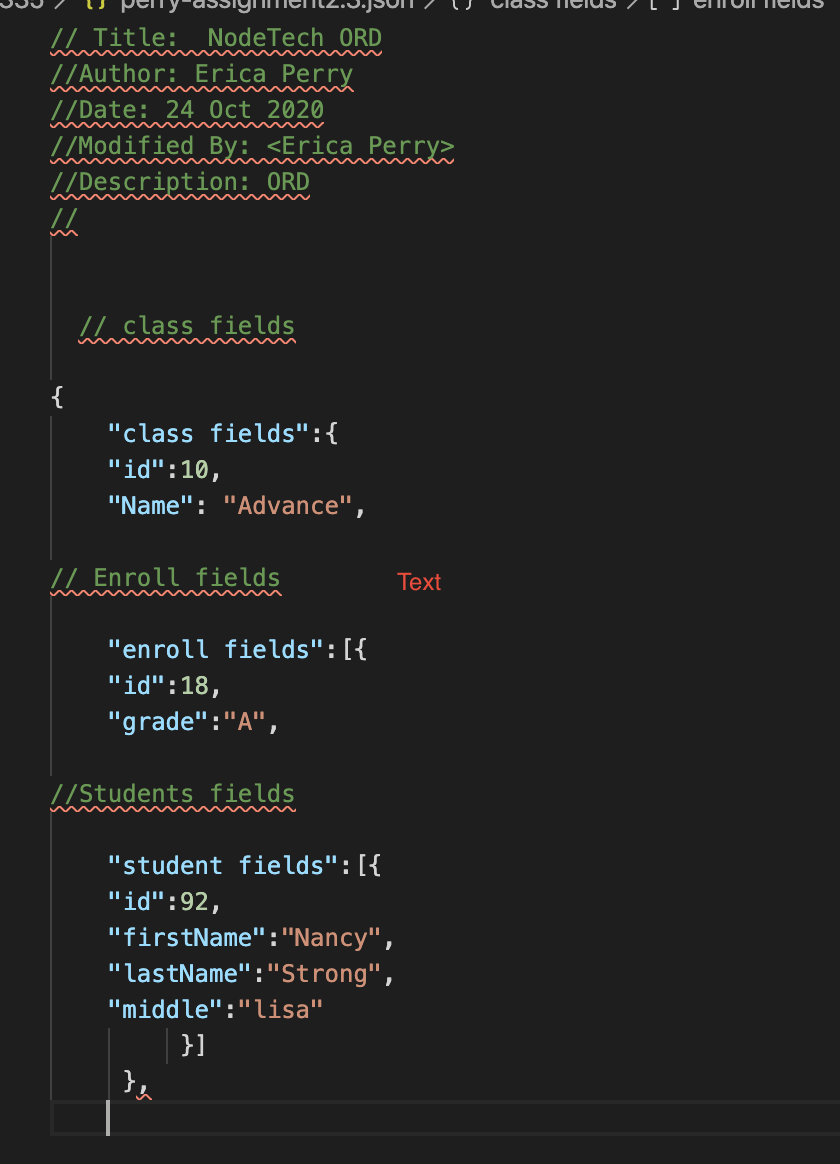 335 > {} perry-assignment2.3.json > {} class fields > [ ] enroll fields
// Title:  NodeTech ORD
//Author: Erica Perry
//Date: 24 Oct 2020
//Modified By: <Erica Perry>
//Description: ORD
//
// class fields
{
"class fields":{
"id":10,
"Name": "Advance",
// Enroll fields
Text
"enroll fields":[{
"id":18,
"grade":"A",
//Students fields
"student fields":[{
"id":92,
"firstName":"Nancy",
"lastName":"Strong",
"middle":"lisa"
}]
},